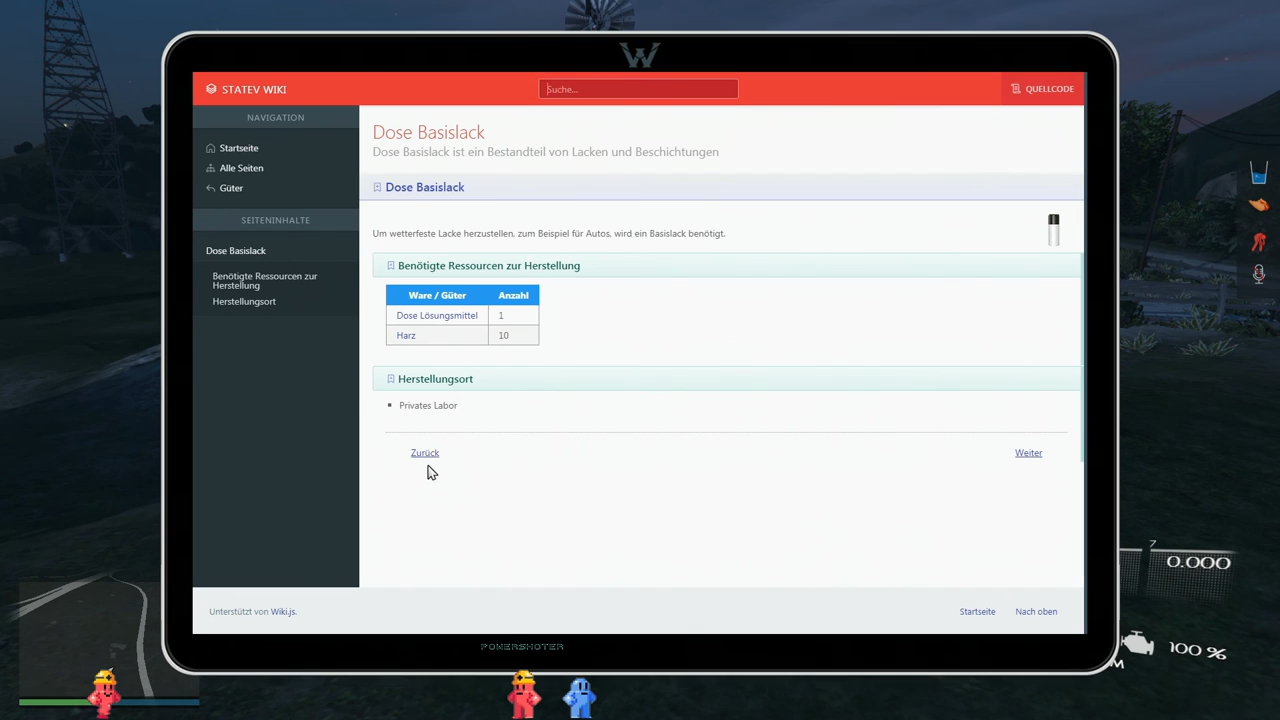 W
STATEV WIKI
Suche...
QUELLCODE
NAVIGATION
Startseite
Alle Seiten
Güter
SEITENINHALTE
Dose Basislack
Benötigte Ressourcen zur
Herstellung
Herstellungsort
Dose Basislack
Dose Basislack ist ein Bestandteil von Lacken und Beschichtungen
Dose Basislack
Um wetterfeste Lacke herzustellen, zum Beispiel für Autos, wird ein Basislack benötigt.
Benötigte Ressourcen zur Herstellung
Ware / Güter Anzahl
Dose Lösungsmittel 1
Harz 10
Herstellungsort
Privates Labor
Zurück
Weiter
Unterstützt von Wiki.js.
Startseite
Nach oben
POWERSHOTER
7
0.000
100 %
M